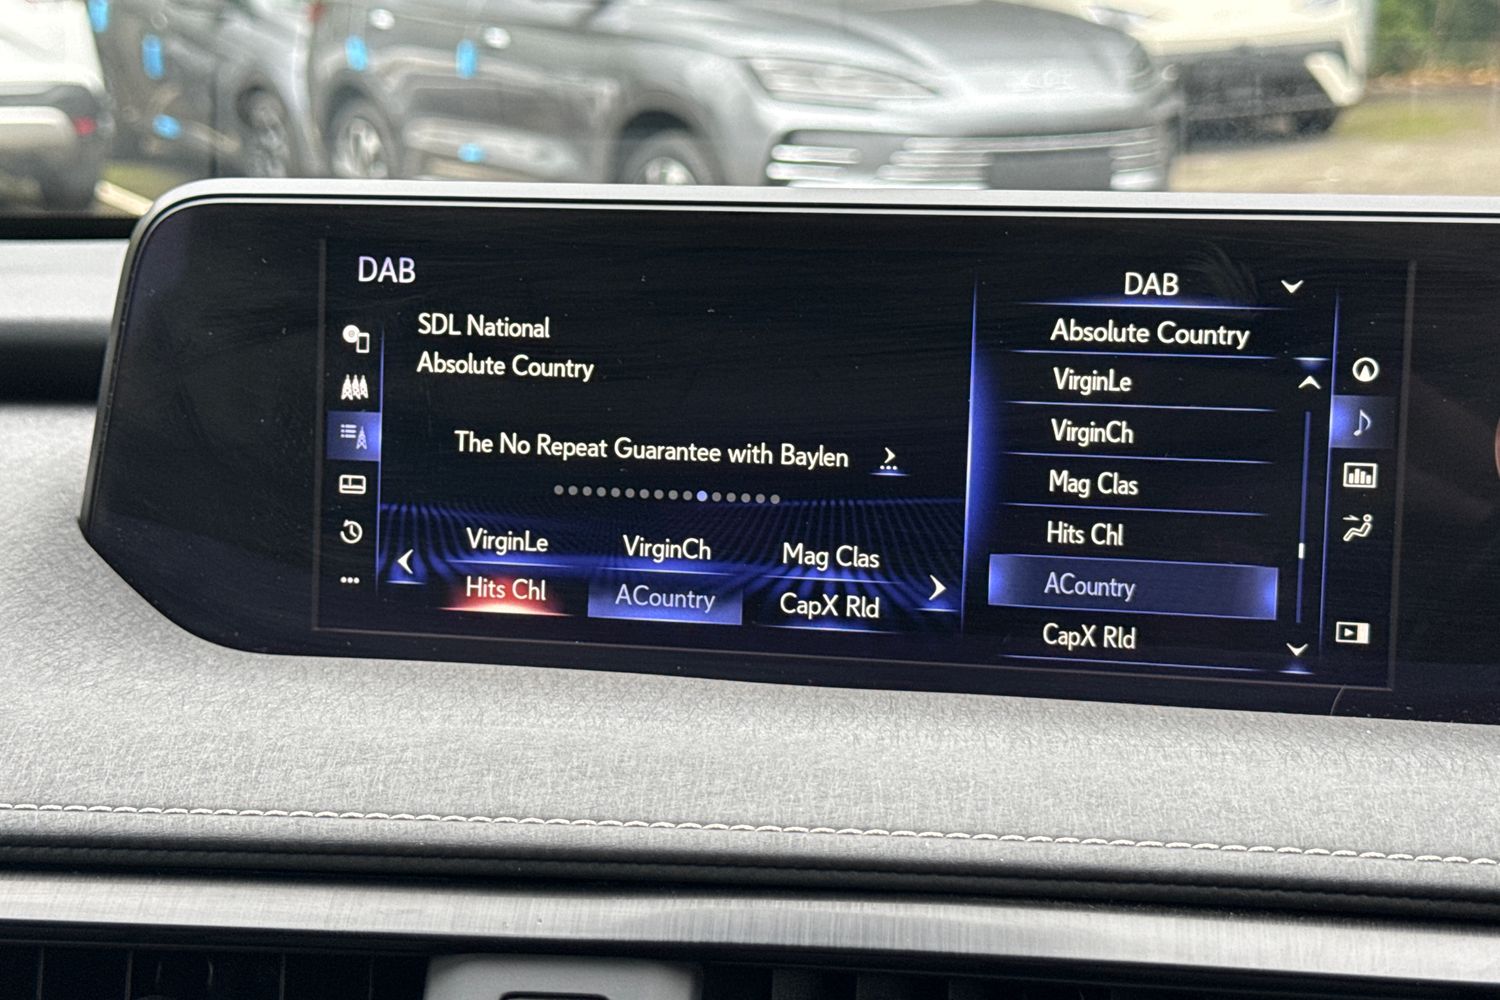 DAB
SDL National
Absolute Country
The No Repeat Guarantee with Baylen
VirginLe
VirginCh
Mag Clas
Hits Chl
ACountry
CapX Rld
DAB
Absolute Country
VirginLe
VirginCh
Mag Clas
Hits Chl
ACountry
CapX Rld